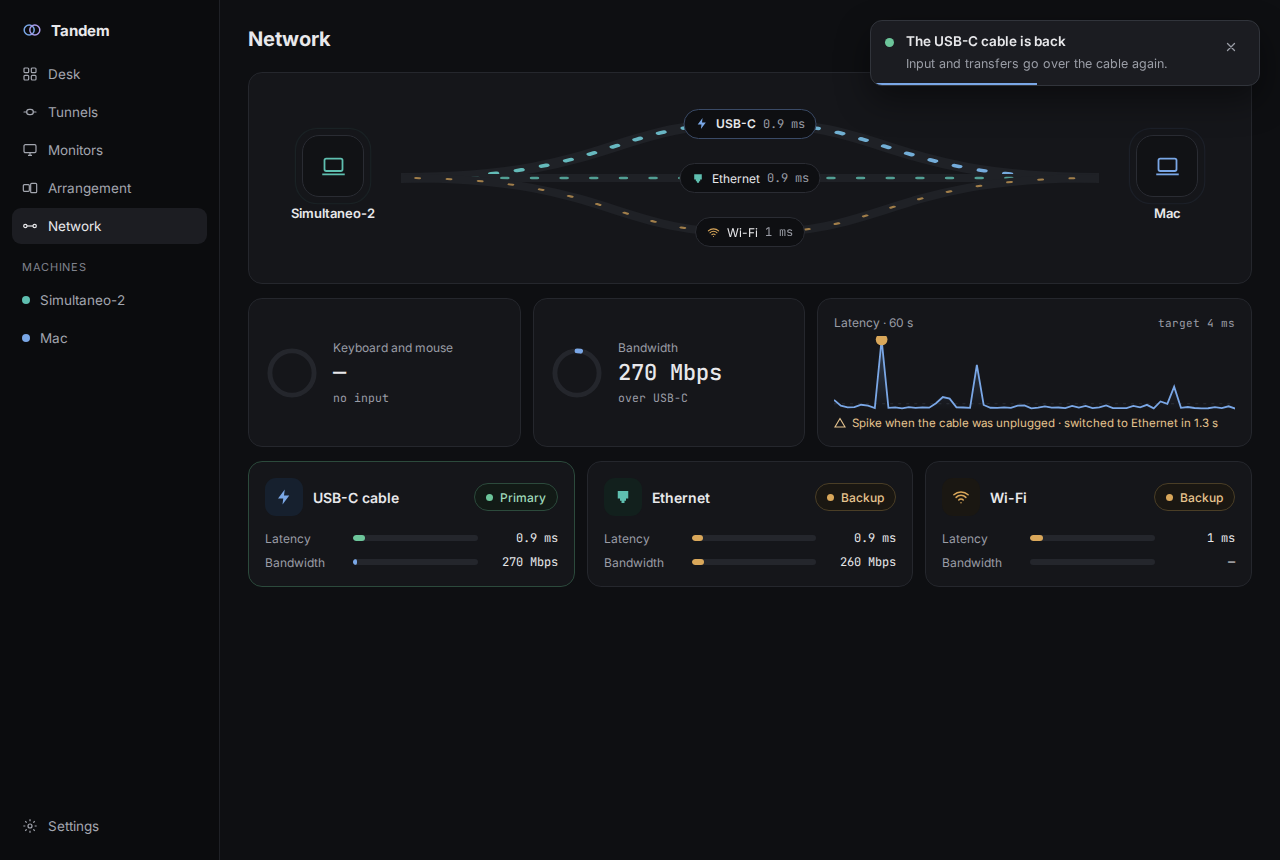 Tandem
Desk
Tunnels
Monitors
Arrangement
Network
MACHINES
Simultaneo-2
Mac
Settings
Network
The USB-C cable is back
Input and transfers go over the cable again.
USB-C 0.9 ms
Ethernet 0.9 ms
Wi-Fi 1 ms
Simultaneo-2
Mac
Keyboard and mouse
—
no input
Bandwidth
270 Mbps
over USB-C
Latency · 60 s
target 4 ms
Spike when the cable was unplugged · switched to Ethernet in 1.3 s
USB-C cable
Primary
Latency
0.9 ms
Bandwidth
270 Mbps
Ethernet
Backup
Latency
0.9 ms
Bandwidth
260 Mbps
Wi-Fi
Backup
Latency
1 ms
Bandwidth
—